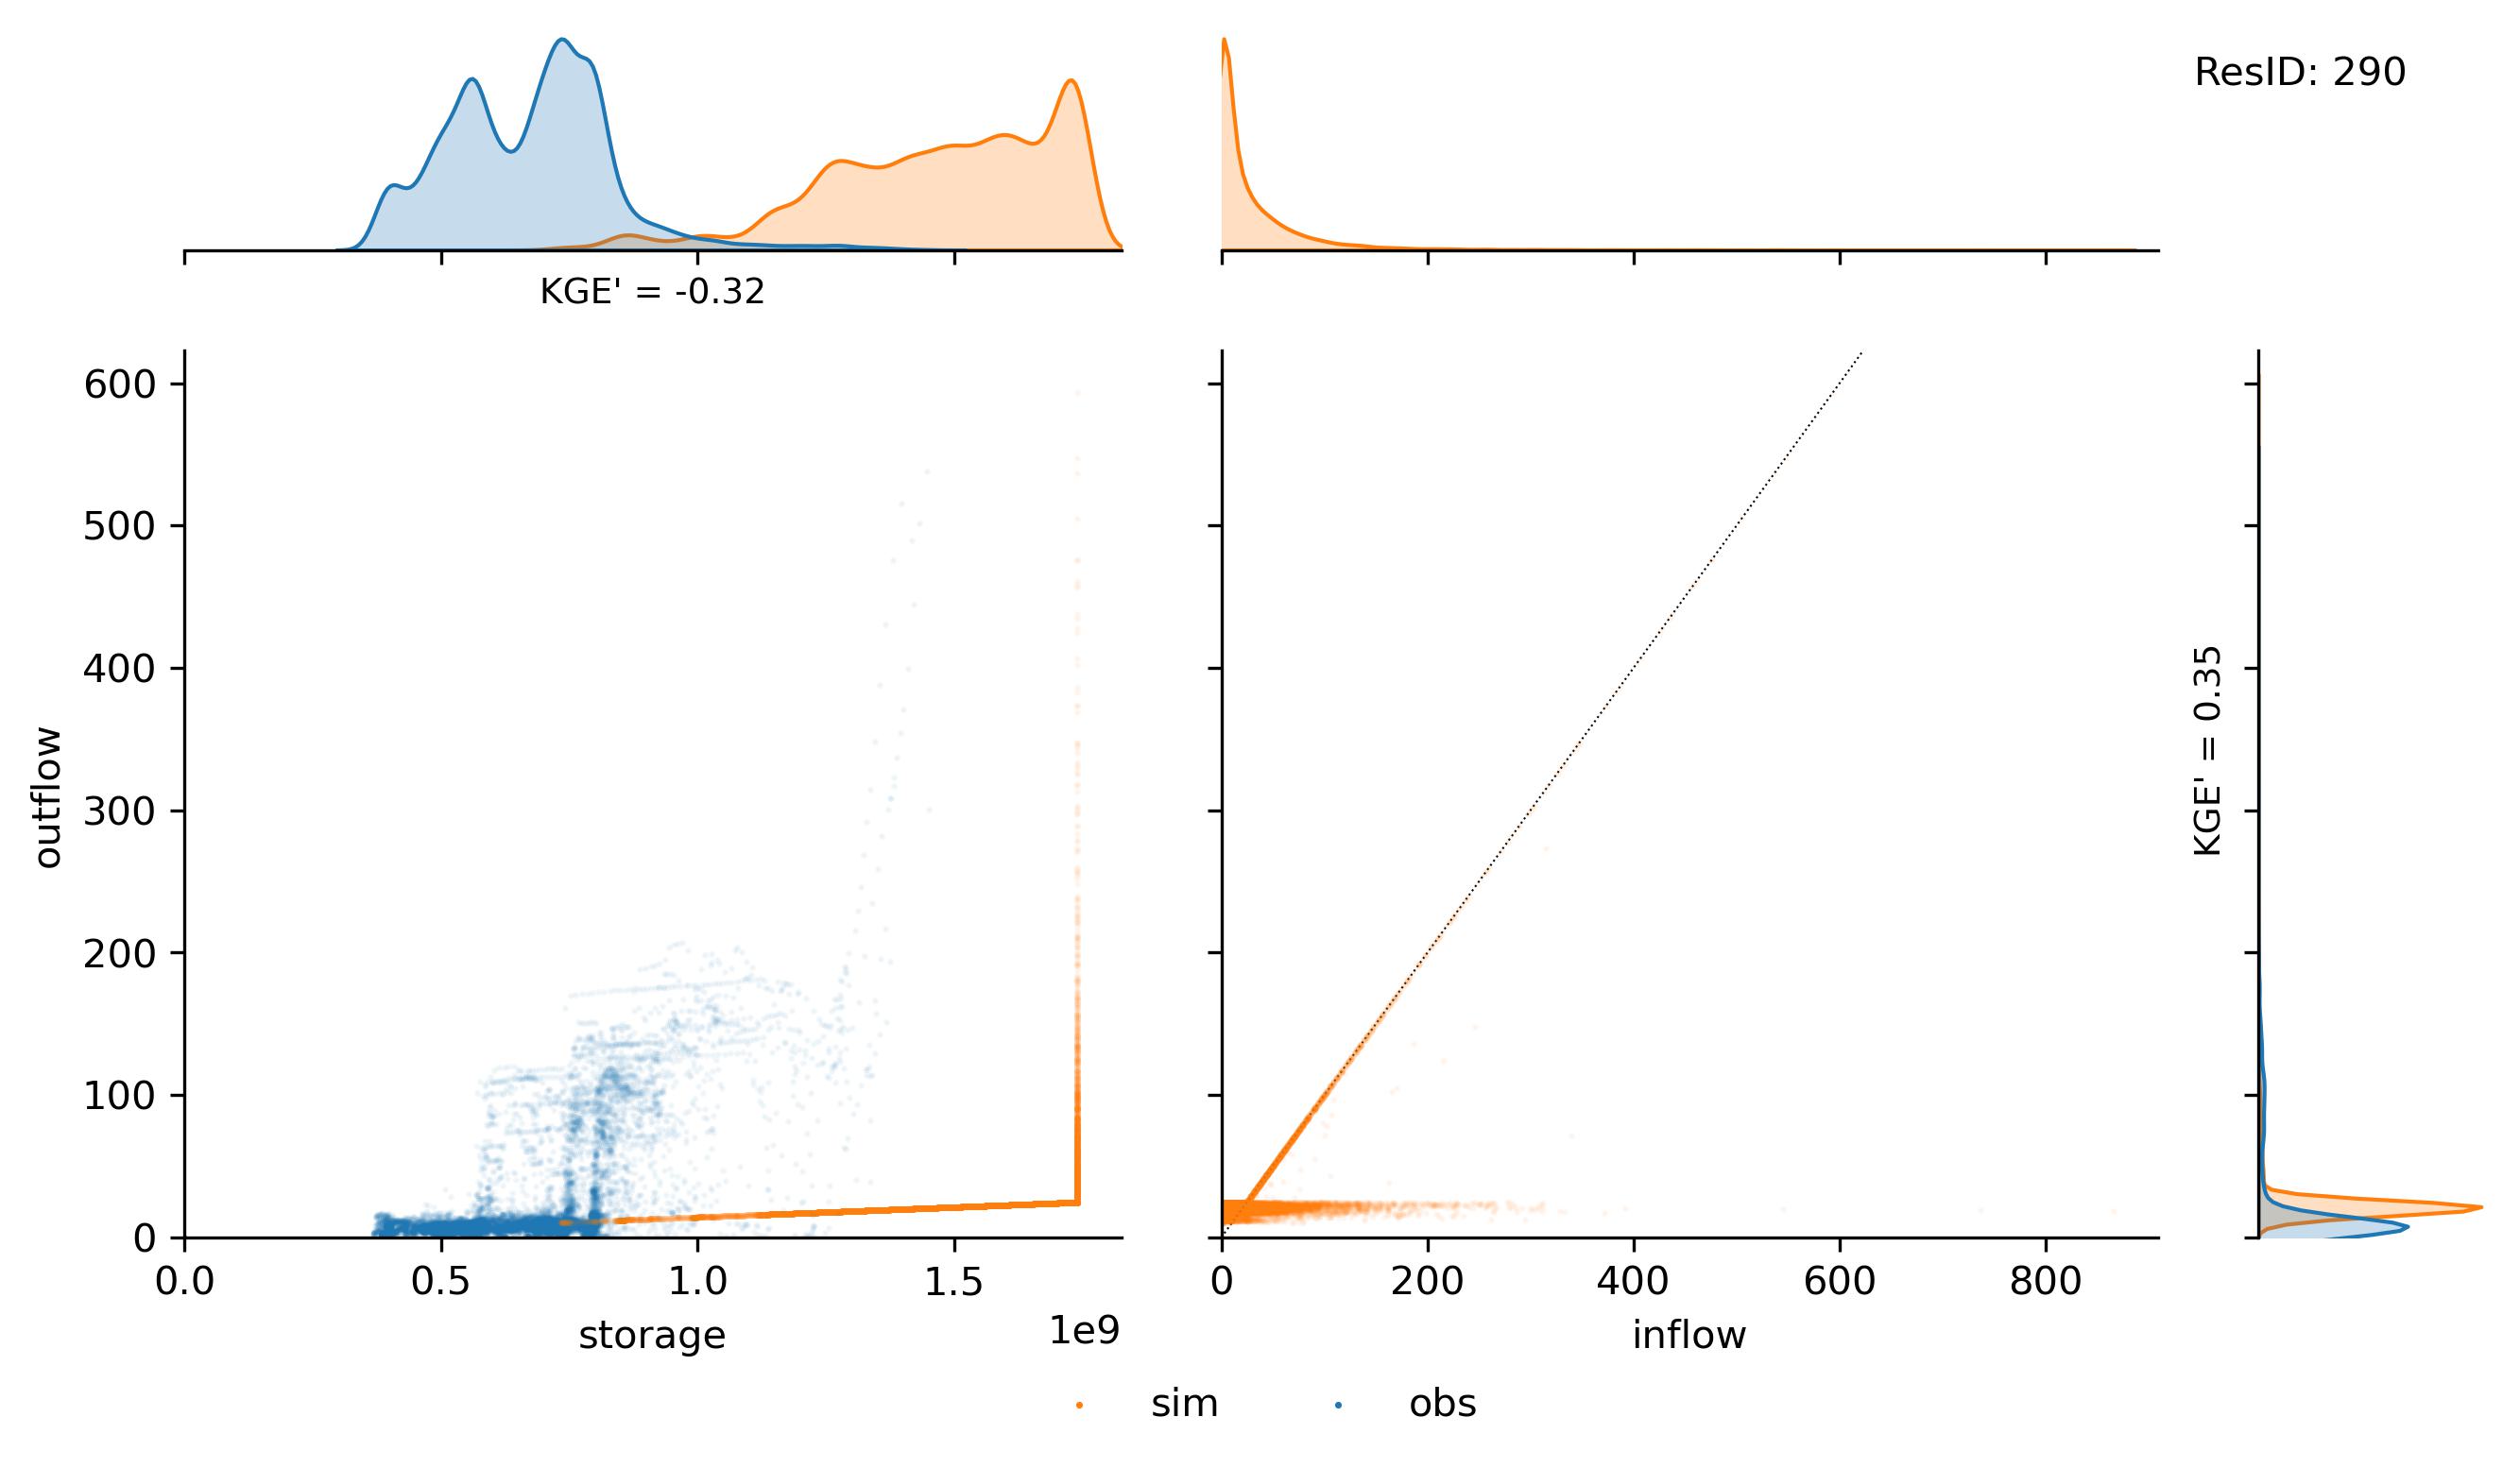 ResID: 290
KGE' = -0.32
600
500
400
300
200
100
0
outflow
0.0 0.5 1.0 1.5
1e9
storage
0 200 400 600 800
inflow
KGE' = 0.35
sim obs